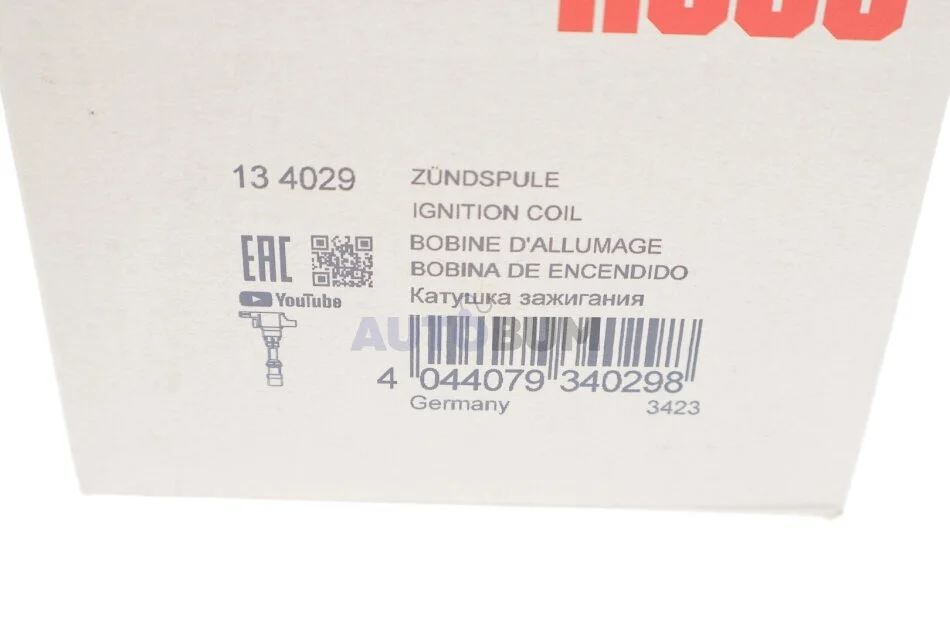 13 4029
ZÜNDSPULE
IGNITION COIL
BOBINE D'ALLUMAGE
BOBINA DE ENCENDIDO
Катушка зажигания
EAC
YouTube
AUTOBUM
4 044079 340298
Germany
3423